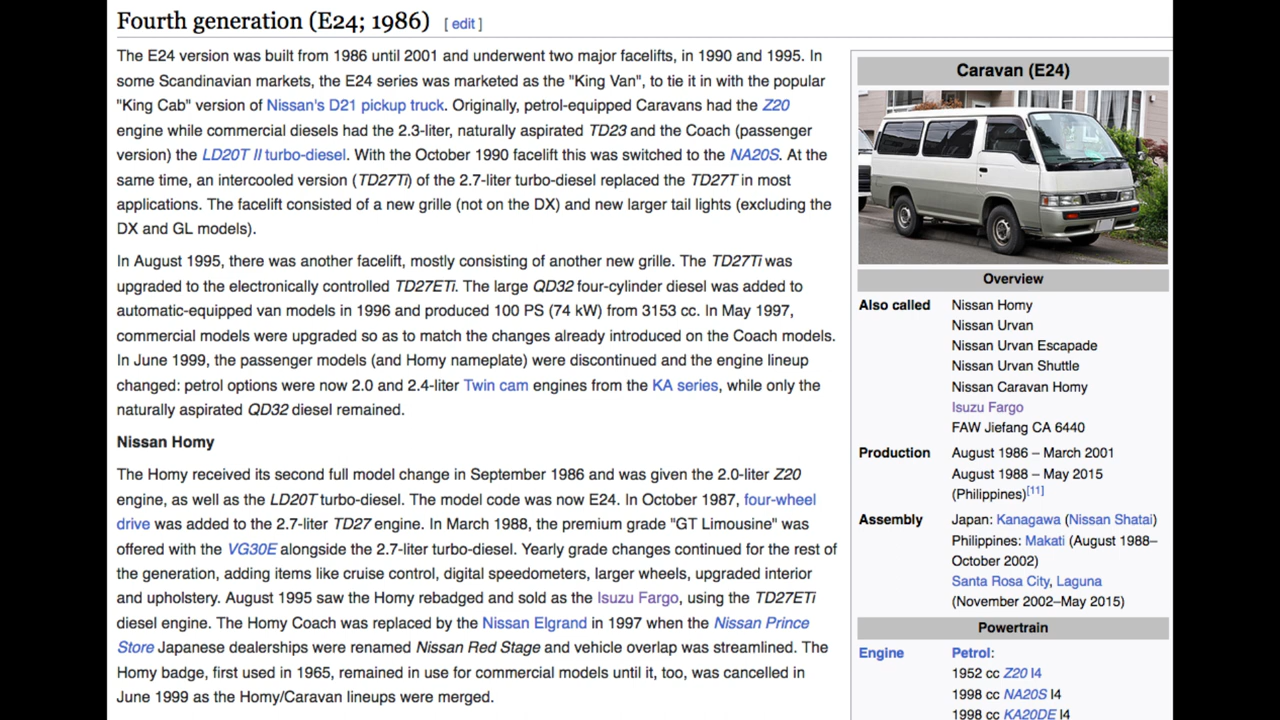 Fourth generation (E24; 1986) [ edit ]
The E24 version was built from 1986 until 2001 and underwent two major facelifts, in 1990 and 1995. In
some Scandinavian markets, the E24 series was marketed as the "King Van", to tie it in with the popular
"King Cab" version of Nissan's D21 pickup truck. Originally, petrol-equipped Caravans had the Z20
engine while commercial diesels had the 2.3-liter, naturally aspirated TD23 and the Coach (passenger
version) the LD20T II turbo-diesel. With the October 1990 facelift this was switched to the NA20S. At the
same time, an intercooled version (TD27Ti) of the 2.7-liter turbo-diesel replaced the TD27T in most
applications. The facelift consisted of a new grille (not on the DX) and new larger tail lights (excluding the
DX and GL models).
In August 1995, there was another facelift, mostly consisting of another new grille. The TD27Ti was
upgraded to the electronically controlled TD27ETi. The large QD32 four-cylinder diesel was added to
automatic-equipped van models in 1996 and produced 100 PS (74 kW) from 3153 cc. In May 1997,
commercial models were upgraded so as to match the changes already introduced on the Coach models.
In June 1999, the passenger models (and Homy nameplate) were discontinued and the engine lineup
changed: petrol options were now 2.0 and 2.4-liter Twin cam engines from the KA series, while only the
naturally aspirated QD32 diesel remained.
Nissan Homy
The Homy received its second full model change in September 1986 and was given the 2.0-liter Z20
engine, as well as the LD20T turbo-diesel. The model code was now E24. In October 1987, four-wheel
drive was added to the 2.7-liter TD27 engine. In March 1988, the premium grade "GT Limousine" was
offered with the VG30E alongside the 2.7-liter turbo-diesel. Yearly grade changes continued for the rest of
the generation, adding items like cruise control, digital speedometers, larger wheels, upgraded interior
and upholstery. August 1995 saw the Homy rebadged and sold as the Isuzu Fargo, using the TD27ETi
diesel engine. The Homy Coach was replaced by the Nissan Elgrand in 1997 when the Nissan Prince
Store Japanese dealerships were renamed Nissan Red Stage and vehicle overlap was streamlined. The
Homy badge, first used in 1965, remained in use for commercial models until it, too, was cancelled in
June 1999 as the Homy/Caravan lineups were merged.
Caravan (E24)
Overview
Also called Nissan Homy
Nissan Urvan
Nissan Urvan Escapade
Nissan Urvan Shuttle
Nissan Caravan Homy
Isuzu Fargo
FAW Jiefang CA 6440
Production August 1986 – March 2001
August 1988 – May 2015
(Philippines)[11]
Assembly Japan: Kanagawa (Nissan Shatai)
Philippines: Makati (August 1988–
October 2002)
Santa Rosa City, Laguna
(November 2002–May 2015)
Powertrain
Engine Petrol:
1952 cc Z20 I4
1998 cc NA20S I4
1998 cc KA20DE I4